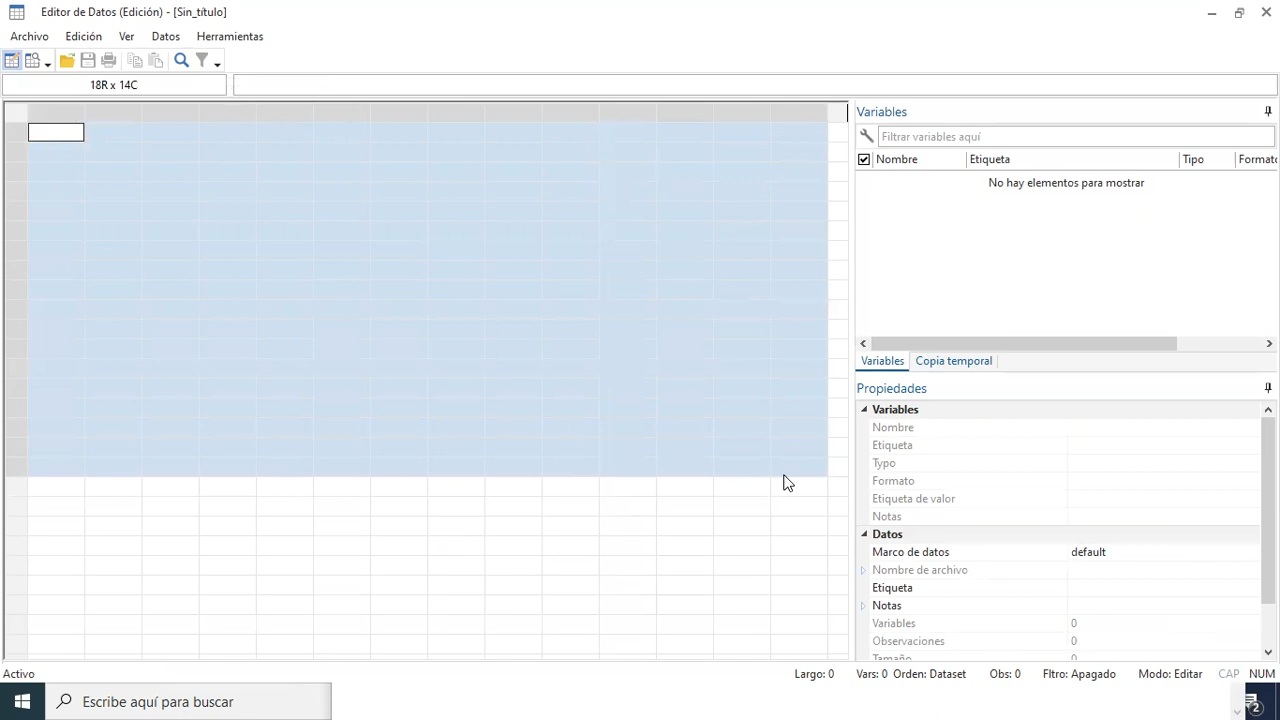 Editor de Datos (Edición) - [Sin_título]
Archivo Edición Ver Datos Herramientas
18R x 14C
Variables
Filtrar variables aquí
Nombre Etiqueta Tipo Formato
No hay elementos para mostrar
Variables Copia temporal
Propiedades
Variables
Nombre
Etiqueta
Typo
Formato
Etiqueta de valor
Notas
Datos
Marco de datos default
Nombre de archivo
Etiqueta
Notas
Variables 0
Observaciones 0
Tamaño
Activo Largo: 0 Vars: 0 Orden: Dataset Obs: 0 Fltro: Apagado Modo: Editar CAP NUM
Escribe aquí para buscar 2